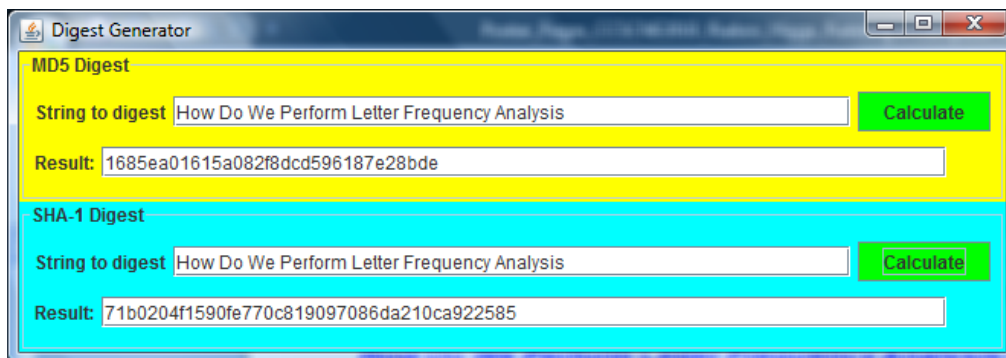 Digest Generator
MD5 Digest
String to digest How Do We Perform Letter Frequency Analysis Calculate
Result: 1685ea01615a082f8dcd596187e28bde
SHA-1 Digest
String to digest How Do We Perform Letter Frequency Analysis Calculate
Result: 71b0204f1590fe770c819097086da210ca922585